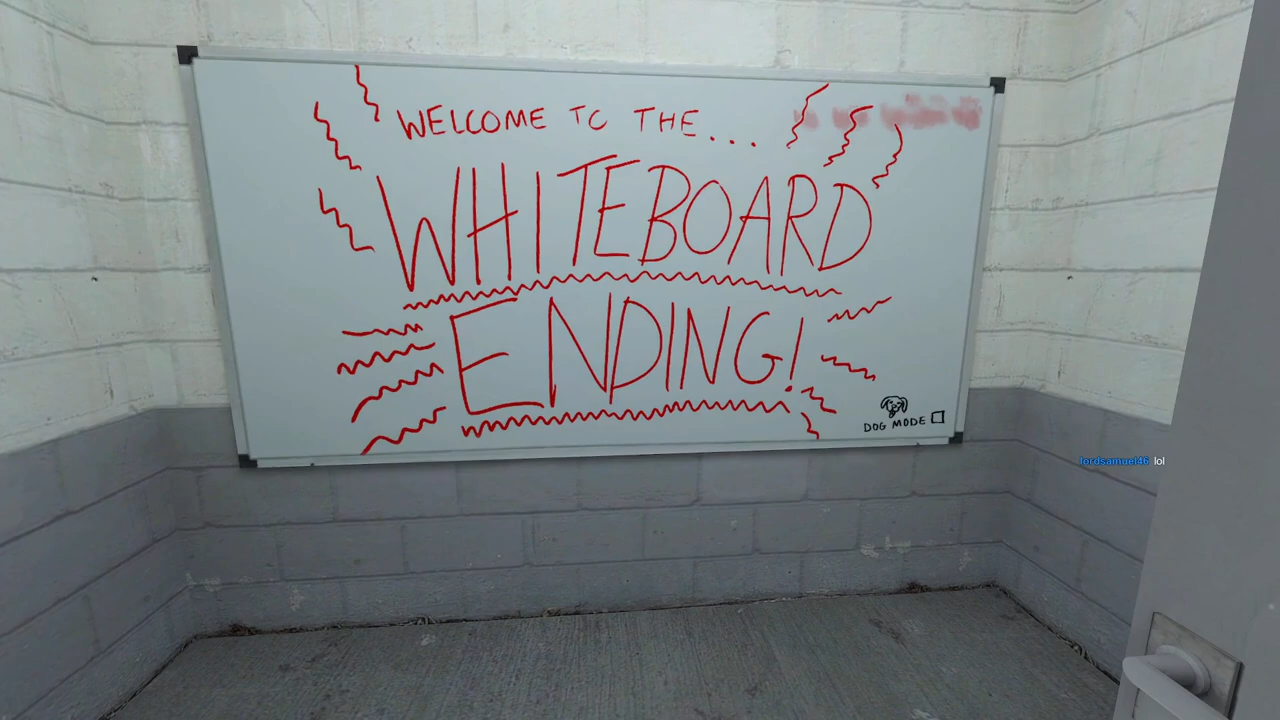 WELCOME TO THE...
WHITEBOARD
ENDING!
DOG MODE
lordsamuel46 lol